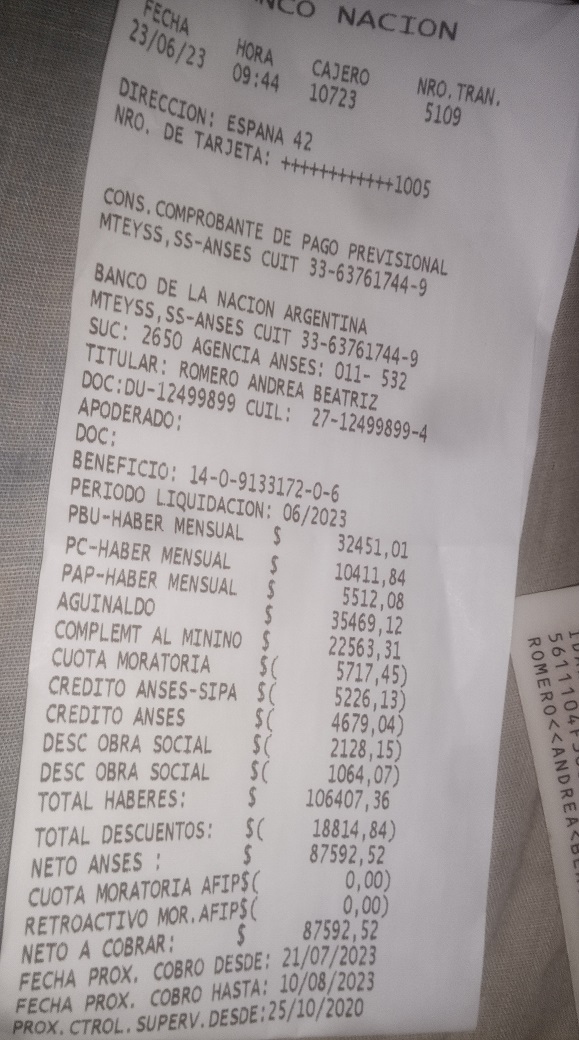 NCO NACION
FECHA HORA CAJERO NRO.TRAN.
23/06/23 09:44 10723 5109
DIRECCION: ESPANA 42
NRO. DE TARJETA: ++++++++++++1005
CONS.COMPROBANTE DE PAGO PREVISIONAL
MTEYSS,SS-ANSES CUIT 33-63761744-9
BANCO DE LA NACION ARGENTINA
MTEYSS,SS-ANSES CUIT 33-63761744-9
SUC: 2650 AGENCIA ANSES: 011- 532
TITULAR: ROMERO ANDREA BEATRIZ
DOC:DU-12499899 CUIL: 27-12499899-4
APODERADO:
DOC:
BENEFICIO: 14-0-9133172-0-6
PERIODO LIQUIDACION: 06/2023
PBU-HABER MENSUAL $ 32451,01
PC-HABER MENSUAL $ 10411,84
PAP-HABER MENSUAL $ 5512,08
AGUINALDO $ 35469,12
COMPLEMT AL MININO $ 22563,31
CUOTA MORATORIA $( 5717,45)
CREDITO ANSES-SIPA $( 5226,13)
CREDITO ANSES $( 4679,04)
DESC OBRA SOCIAL $( 2128,15)
DESC OBRA SOCIAL $( 1064,07)
TOTAL HABERES: $ 106407,36
TOTAL DESCUENTOS: $( 18814,84)
NETO ANSES : $ 87592,52
CUOTA MORATORIA AFIP$( 0,00)
RETROACTIVO MOR.AFIP$( 0,00)
NETO A COBRAR: $ 87592,52
FECHA PROX. COBRO DESDE: 21/07/2023
FECHA PROX. COBRO HASTA: 10/08/2023
PROX. CTROL. SUPERV.DESDE:25/10/2020
5611104F
ROMERO<<ANDREA<BE